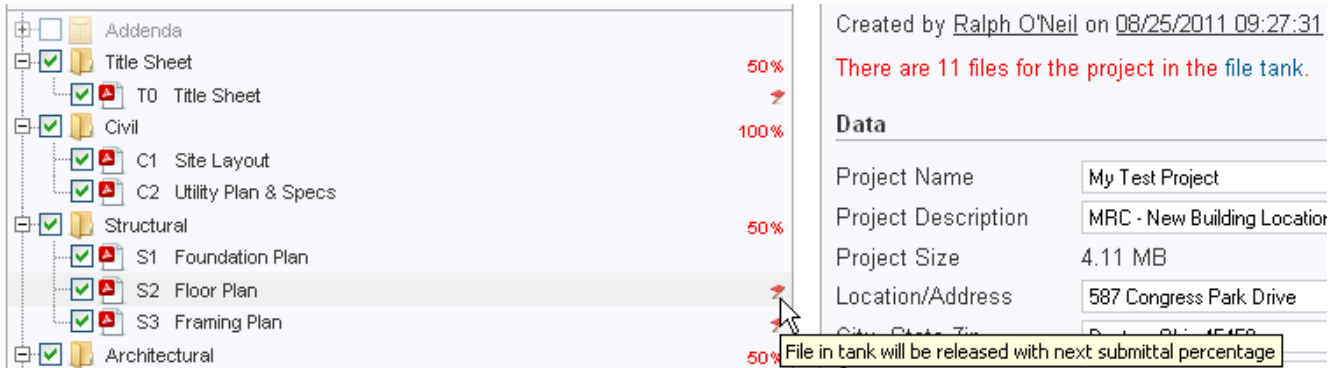 Addenda
Title Sheet 50%
T0 Title Sheet
Civil 100%
C1 Site Layout
C2 Utility Plan & Specs
Structural 50%
S1 Foundation Plan
S2 Floor Plan
S3 Framing Plan
Architectural 50%
Created by Ralph O'Neil on 08/25/2011 09:27:31
There are 11 files for the project in the file tank.
Data
Project Name My Test Project
Project Description MRC - New Building Location
Project Size 4.11 MB
Location/Address 587 Congress Park Drive
File in tank will be released with next submittal percentage